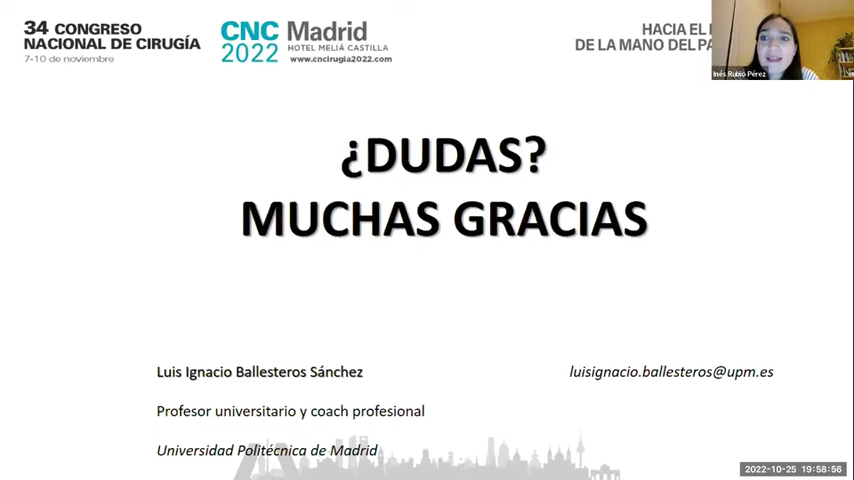 34 CONGRESO
NACIONAL DE CIRUGÍA
7-10 de noviembre
CNC Madrid
2022 HOTEL MELIÁ CASTILLA
www.cncirugia2022.com
HACIA EL
DE LA MANO DEL
Inés Rubio Pérez
¿DUDAS?
MUCHAS GRACIAS
Luis Ignacio Ballesteros Sánchez
luisignacio.ballesteros@upm.es
Profesor universitario y coach profesional
Universidad Politécnica de Madrid
2022-10-25 19:58:56